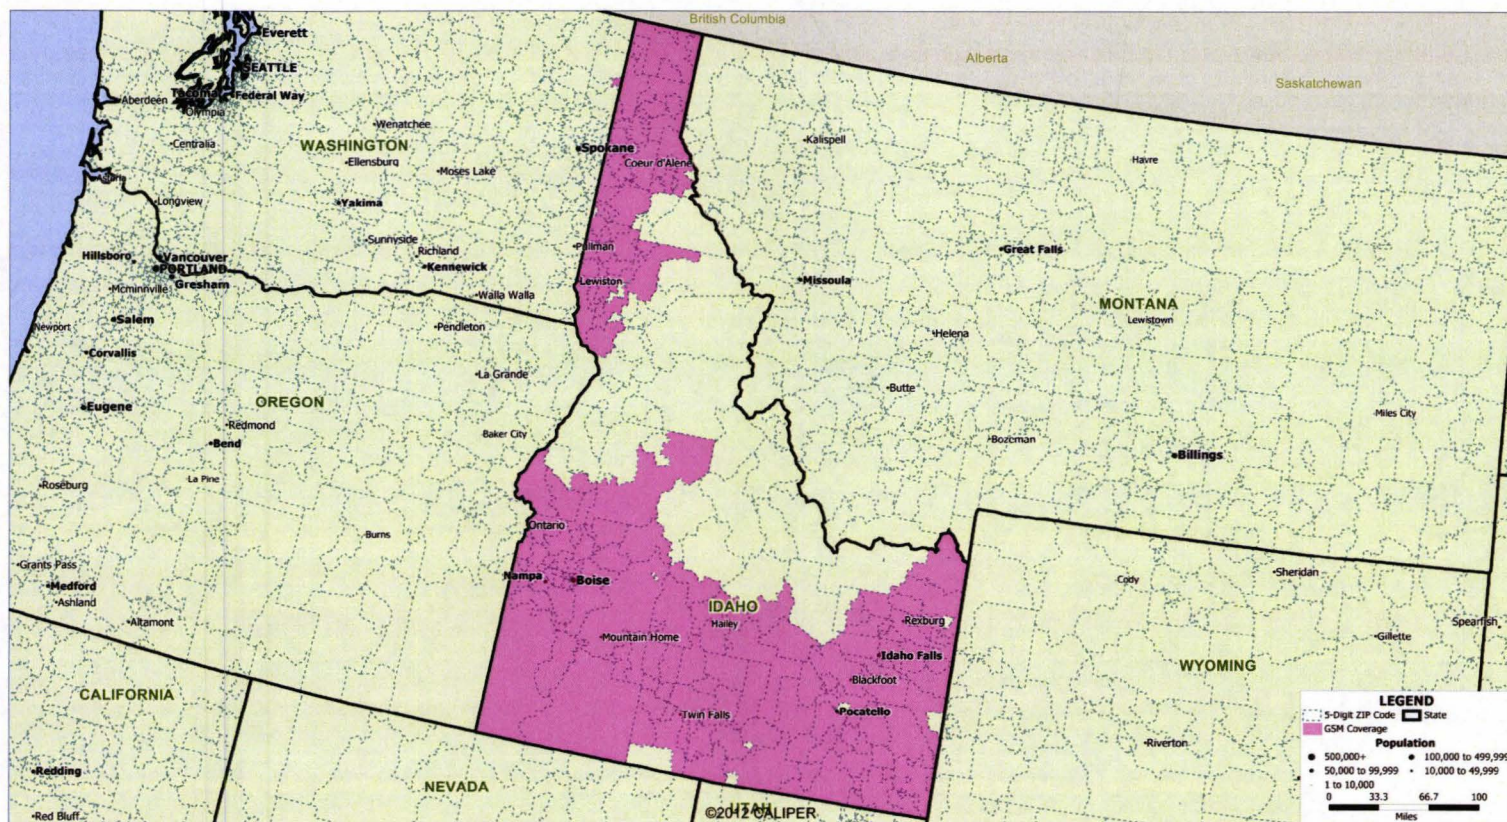 British Columbia
Everett
Alberta
SEATTLE
Saskatchewan
Tacoma
Federal Way
Aberdeen
Olympia
Wenatchee
Kalispell
Centralia
WASHINGTON
Spokane
Ellensburg
Coeur d'Alene
Havre
Moses Lake
Astoria
Longview
Yakima
Sunnyside
Pullman
Richland
Great Falls
Hillsboro
Vancouver
PORTLAND
Kennewick
Gresham
Lewiston
Missoula
Mcminnville
Walla Walla
MONTANA
Salem
Lewistown
Newport
Pendleton
Helena
Corvallis
La Grande
Butte
OREGON
Eugene
Miles City
Redmond
Baker City
Bozeman
Bend
Billings
La Pine
Roseburg
Ontario
Burns
Grants Pass
Nampa
Boise
Cody
Sheridan
Medford
Ashland
IDAHO
Hailey
Altamont
Rexburg
Spearfish
Mountain Home
Gillette
Idaho Falls
WYOMING
Blackfoot
CALIFORNIA
Pocatello
Twin Falls
Riverton
Redding
NEVADA
UTAH
©2012 CALIPER
Red Bluff
LEGEND
5-Digit ZIP Code State
GSM Coverage
Population
500,000+ 100,000 to 499,999
50,000 to 99,999 10,000 to 49,999
1 to 10,000
0 33.3 66.7 100
Miles